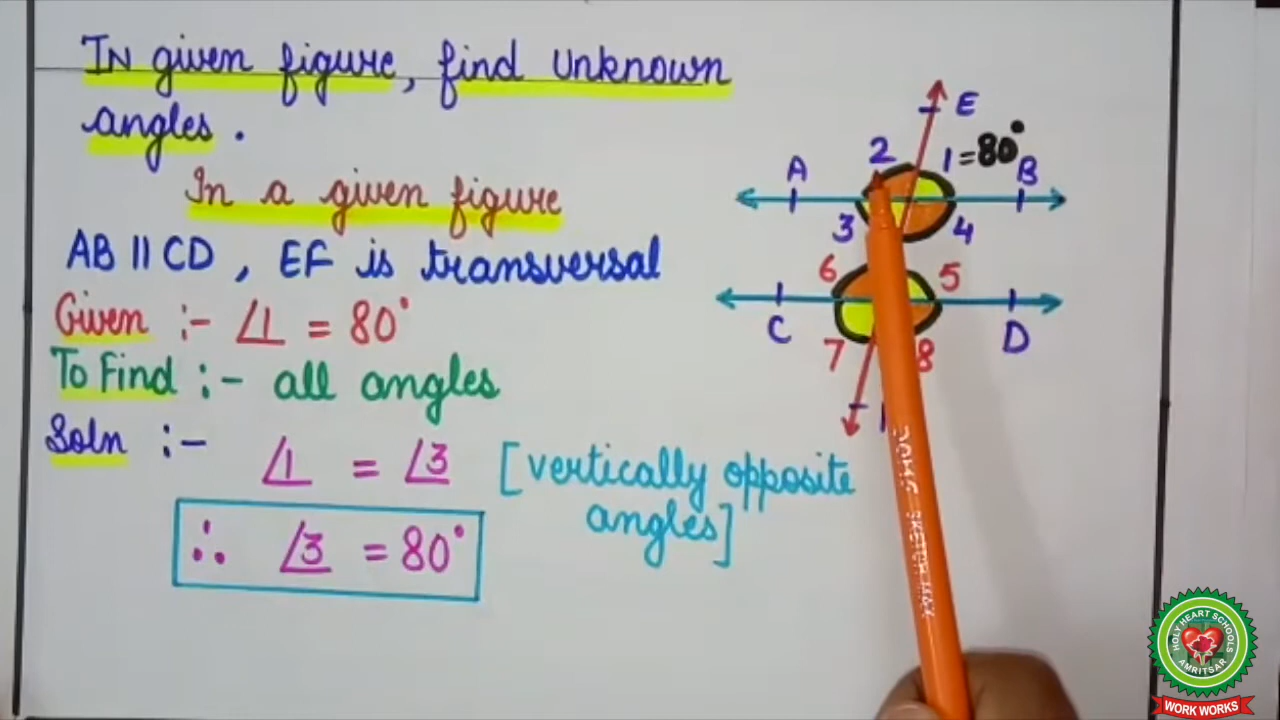 In given figure, find unknown
angles.
In a given figure
AB || CD, EF is transversal
Given :- ∠1 = 80°
To Find :- all angles
Soln :-
∠1 = ∠3 [vertically opposite
angles]
∴ ∠3 = 80°
E
2
1 = 80°
A
B
3
4
6
5
C
D
7
8
DOMS
HOLY HEART SCHOOLS
AMRITSAR
WORK WORKS